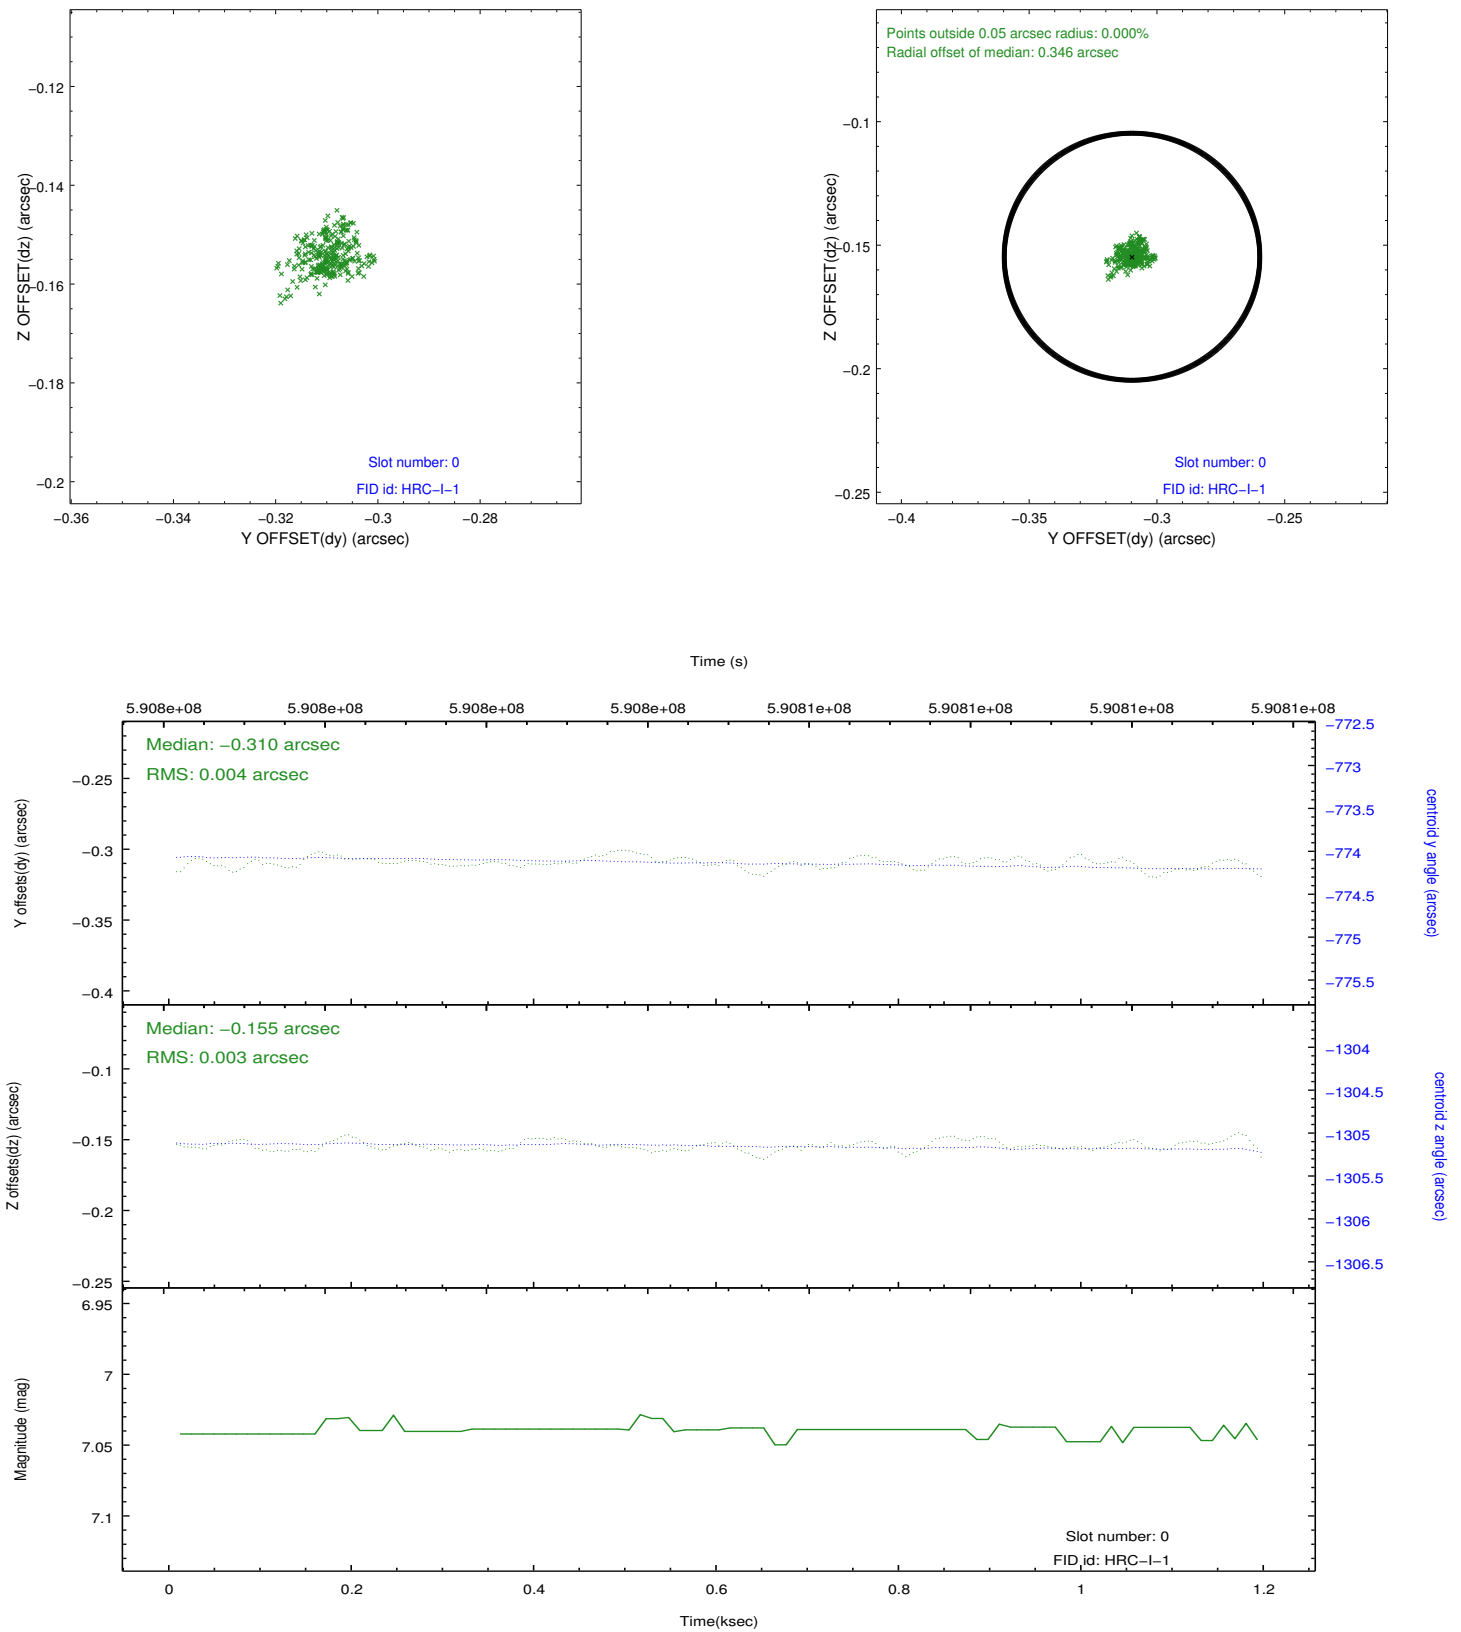 −0.12
−0.14
−0.16
−0.18
−0.2
Z OFFSET(dz) (arcsec)
Slot number: 0
FID id: HRC−I−1
−0.36
−0.34
−0.32
−0.3
−0.28
Y OFFSET(dy) (arcsec)
Points outside 0.05 arcsec radius: 0.000%
Radial offset of median: 0.346 arcsec
−0.1
−0.15
−0.2
−0.25
Z OFFSET(dz) (arcsec)
Slot number: 0
FID id: HRC−I−1
−0.4
−0.35
−0.3
−0.25
Y OFFSET(dy) (arcsec)
Time (s)
5.908e+08
5.908e+08
5.908e+08
5.908e+08
5.9081e+08
5.9081e+08
5.9081e+08
5.9081e+08
Median: −0.310 arcsec
RMS: 0.004 arcsec
−0.25
−0.3
−0.35
−0.4
Y offsets(dy) (arcsec)
−772.5
−773
−773.5
−774
−774.5
−775
−775.5
centroid y angle (arcsec)
Median: −0.155 arcsec
RMS: 0.003 arcsec
−0.1
−0.15
−0.2
−0.25
Z offsets(dz) (arcsec)
−1304
−1304.5
−1305
−1305.5
−1306
−1306.5
centroid z angle (arcsec)
6.95
7
7.05
7.1
Magnitude (mag)
Slot number: 0
FID id: HRC−I−1
0
0.2
0.4
0.6
0.8
1
1.2
Time(ksec)